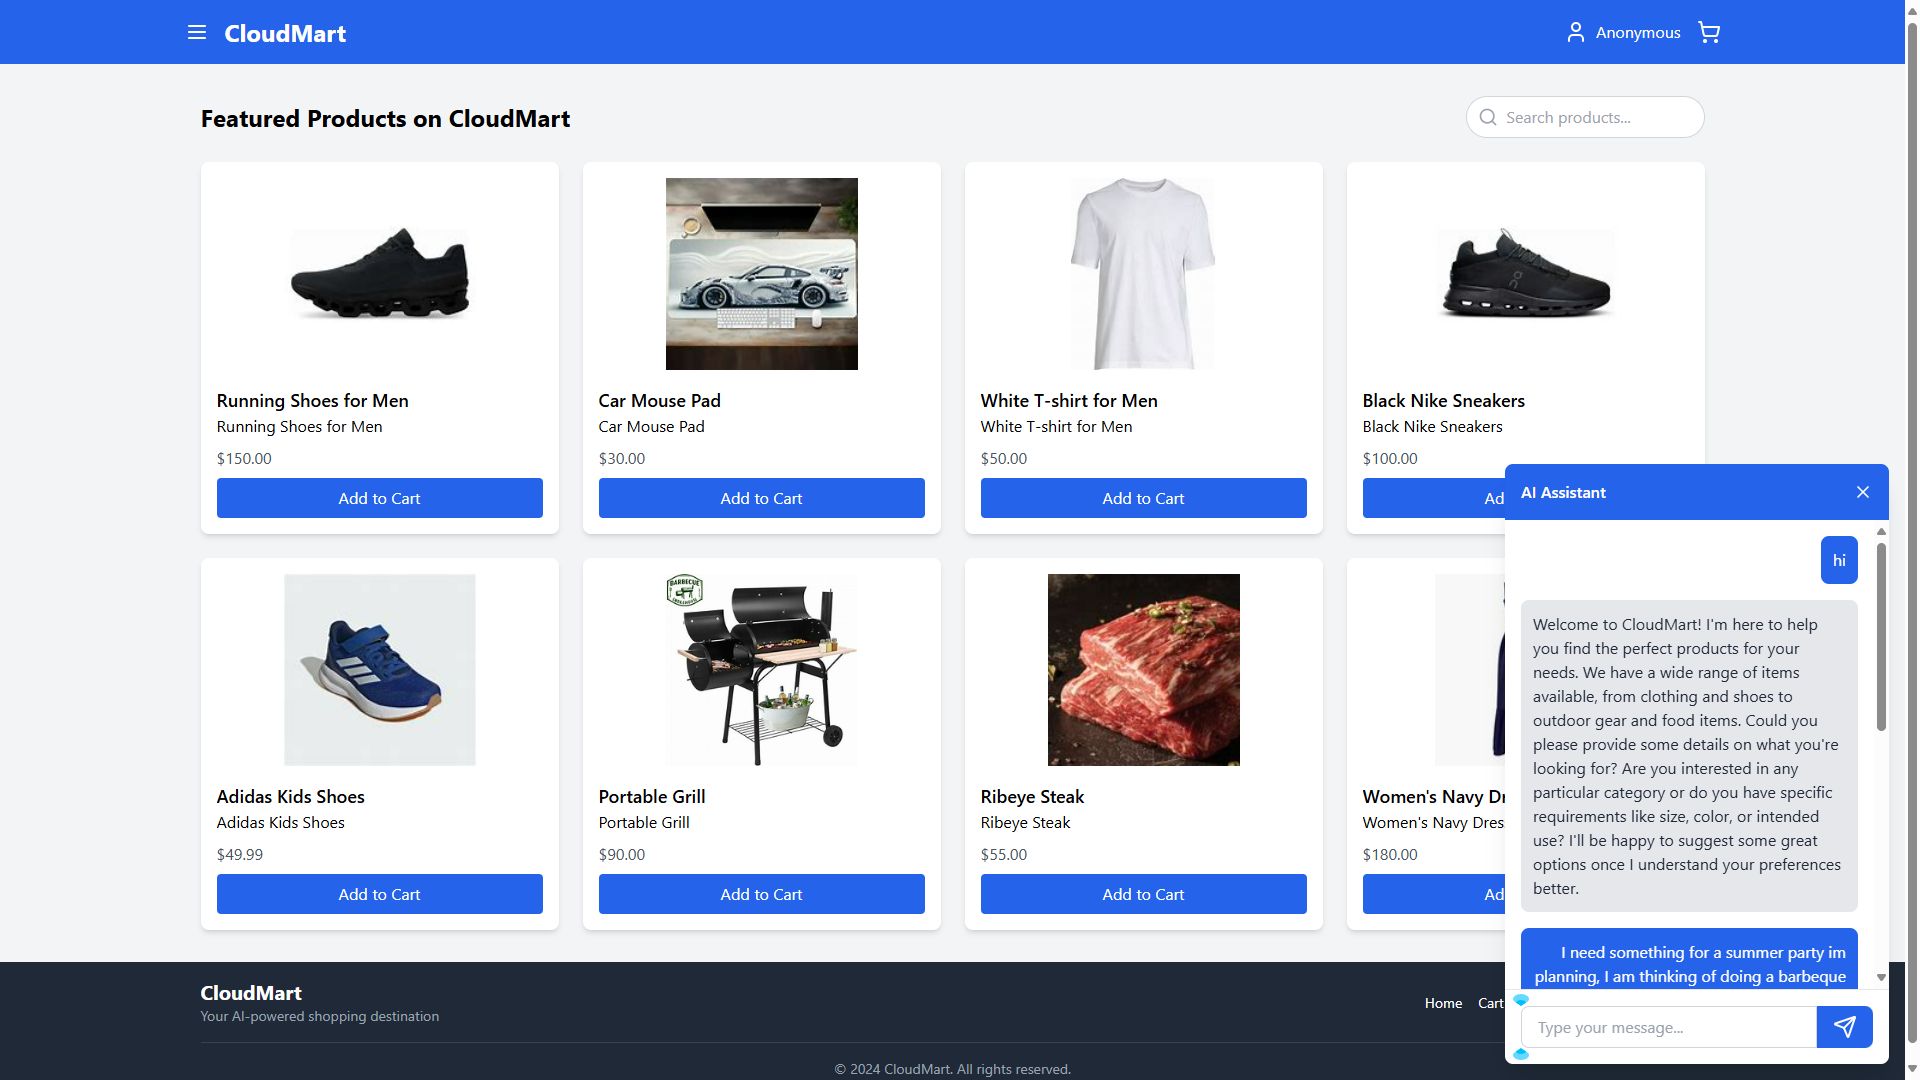 CloudMart
Anonymous
Featured Products on CloudMart
Search products...
Running Shoes for Men
Running Shoes for Men
$150.00
Add to Cart
Car Mouse Pad
Car Mouse Pad
$30.00
Add to Cart
White T-shirt for Men
White T-shirt for Men
$50.00
Add to Cart
Black Nike Sneakers
Black Nike Sneakers
$100.00
Ad
Adidas Kids Shoes
Adidas Kids Shoes
$49.99
Add to Cart
BARBECUE
Portable Grill
Portable Grill
$90.00
Add to Cart
Ribeye Steak
Ribeye Steak
$55.00
Add to Cart
Women's Navy Dr
Women's Navy Dres
$180.00
Ad
AI Assistant
hi
Welcome to CloudMart! I'm here to help
you find the perfect products for your
needs. We have a wide range of items
available, from clothing and shoes to
outdoor gear and food items. Could you
please provide some details on what you're
looking for? Are you interested in any
particular category or do you have specific
requirements like size, color, or intended
use? I'll be happy to suggest some great
options once I understand your preferences
better.
I need something for a summer party im
planning, I am thinking of doing a barbeque
Type your message...
CloudMart
Your AI-powered shopping destination
Home
Cart
© 2024 CloudMart. All rights reserved.